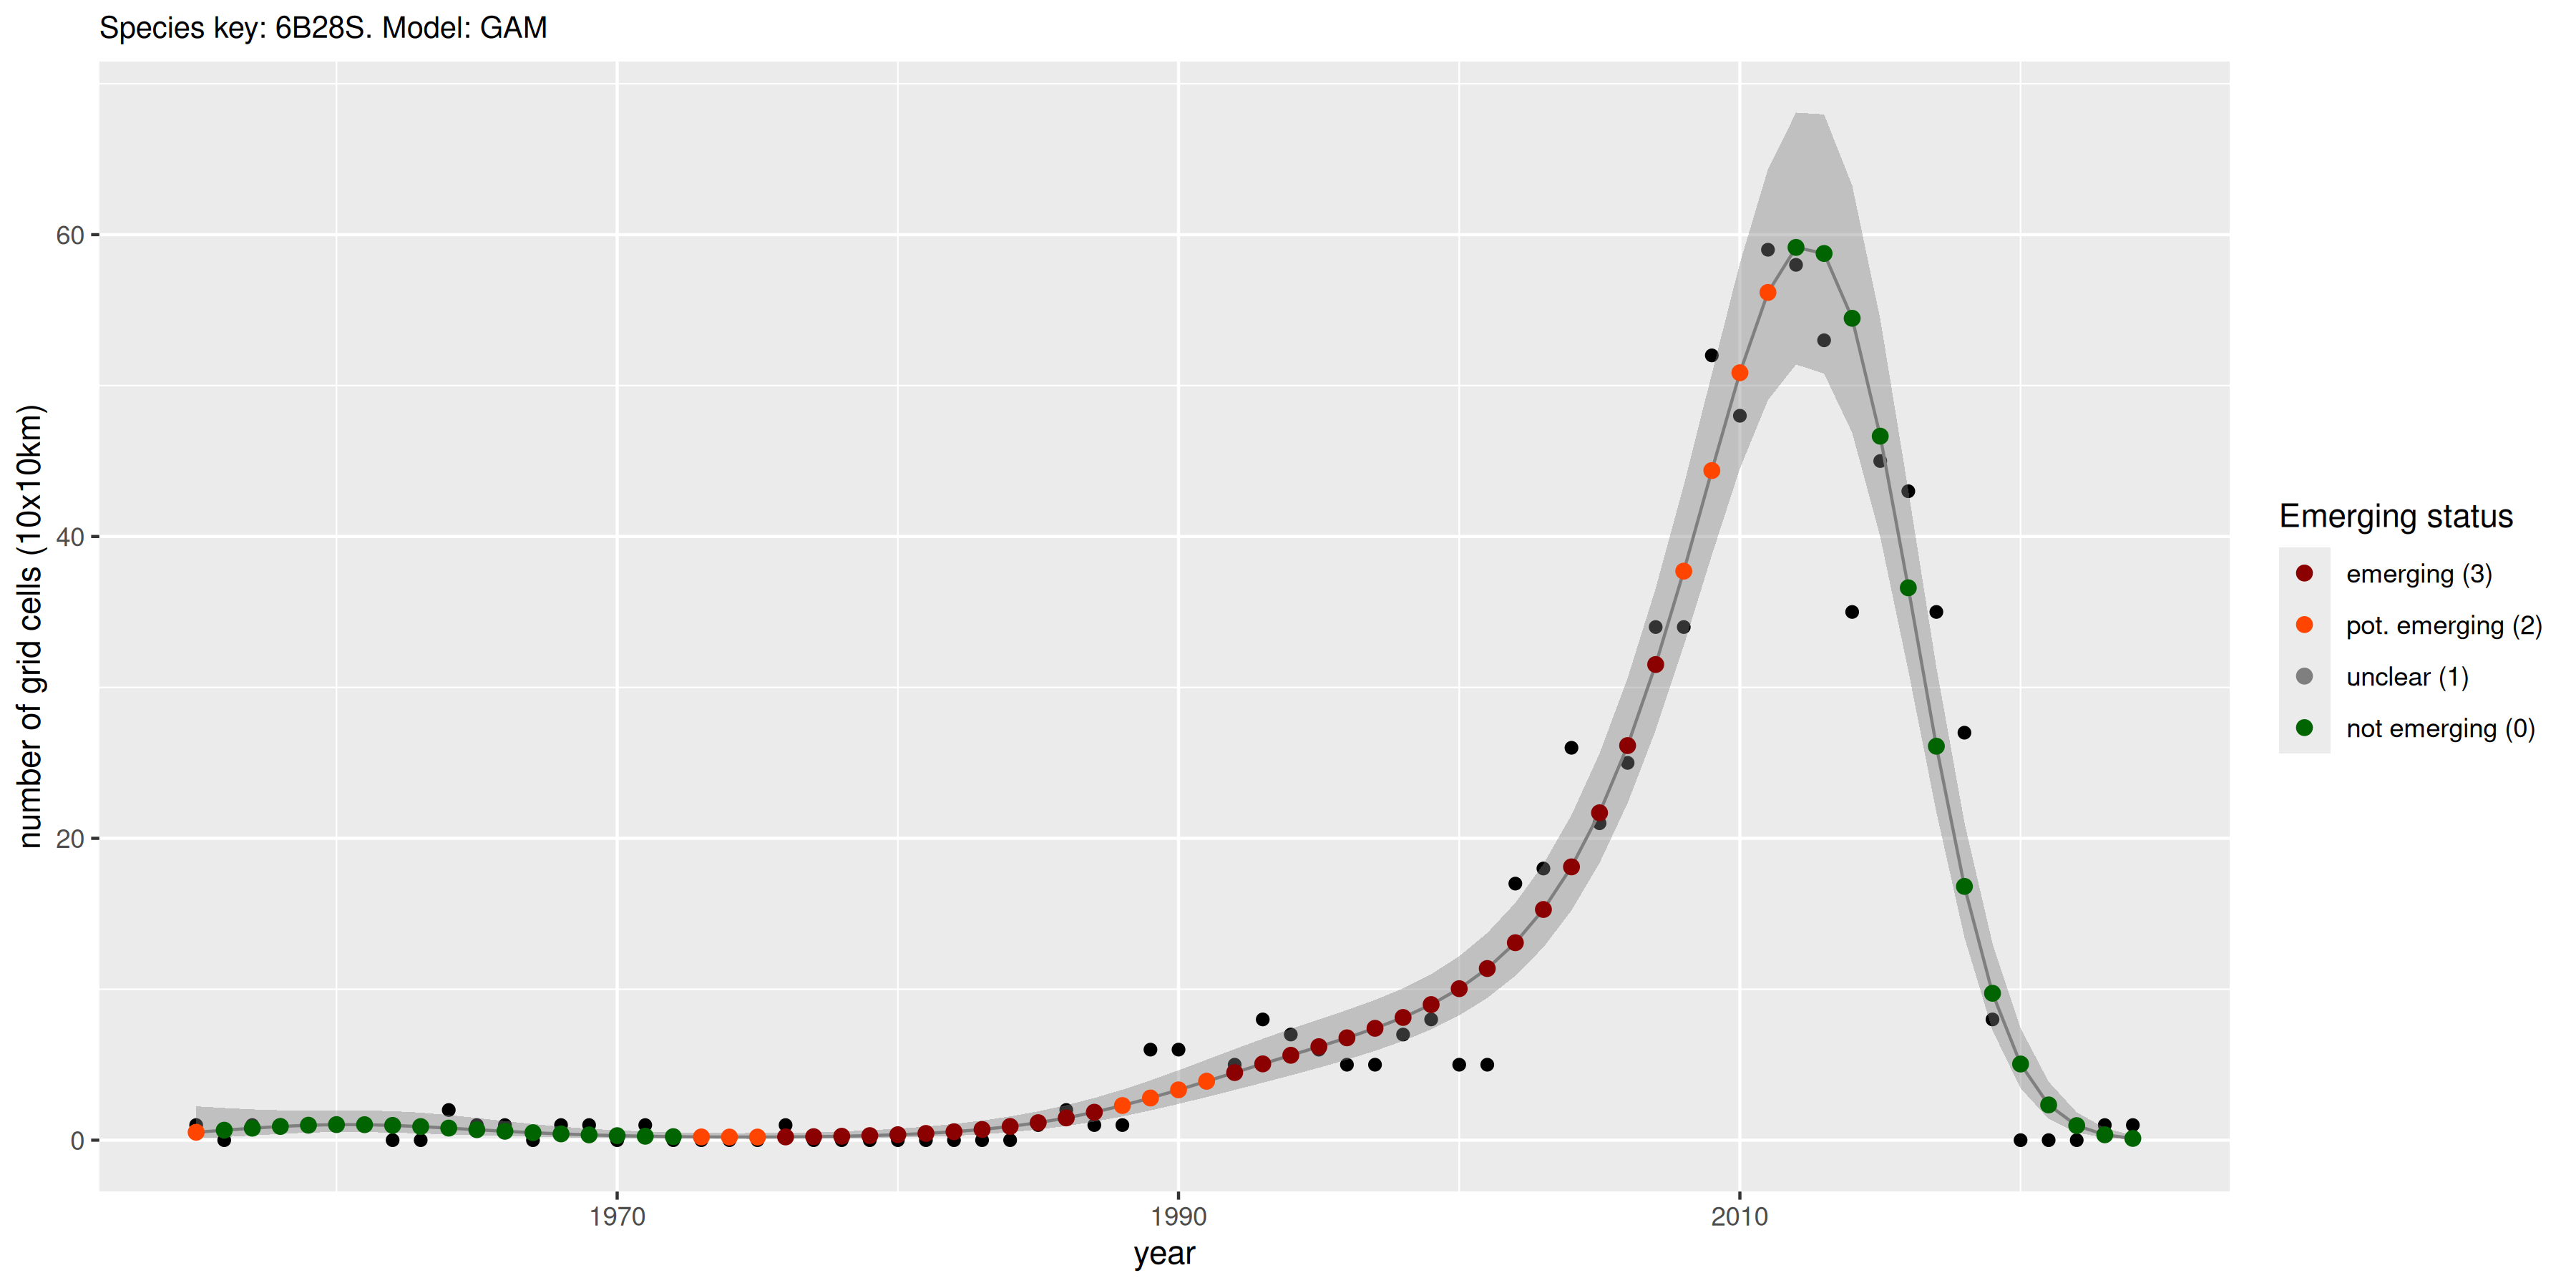 Species key: 6B28S. Model: GAM
number of grid cells (10x10km)
60
40
20
0
1970
1990
2010
year
Emerging status
emerging (3)
pot. emerging (2)
unclear (1)
not emerging (0)